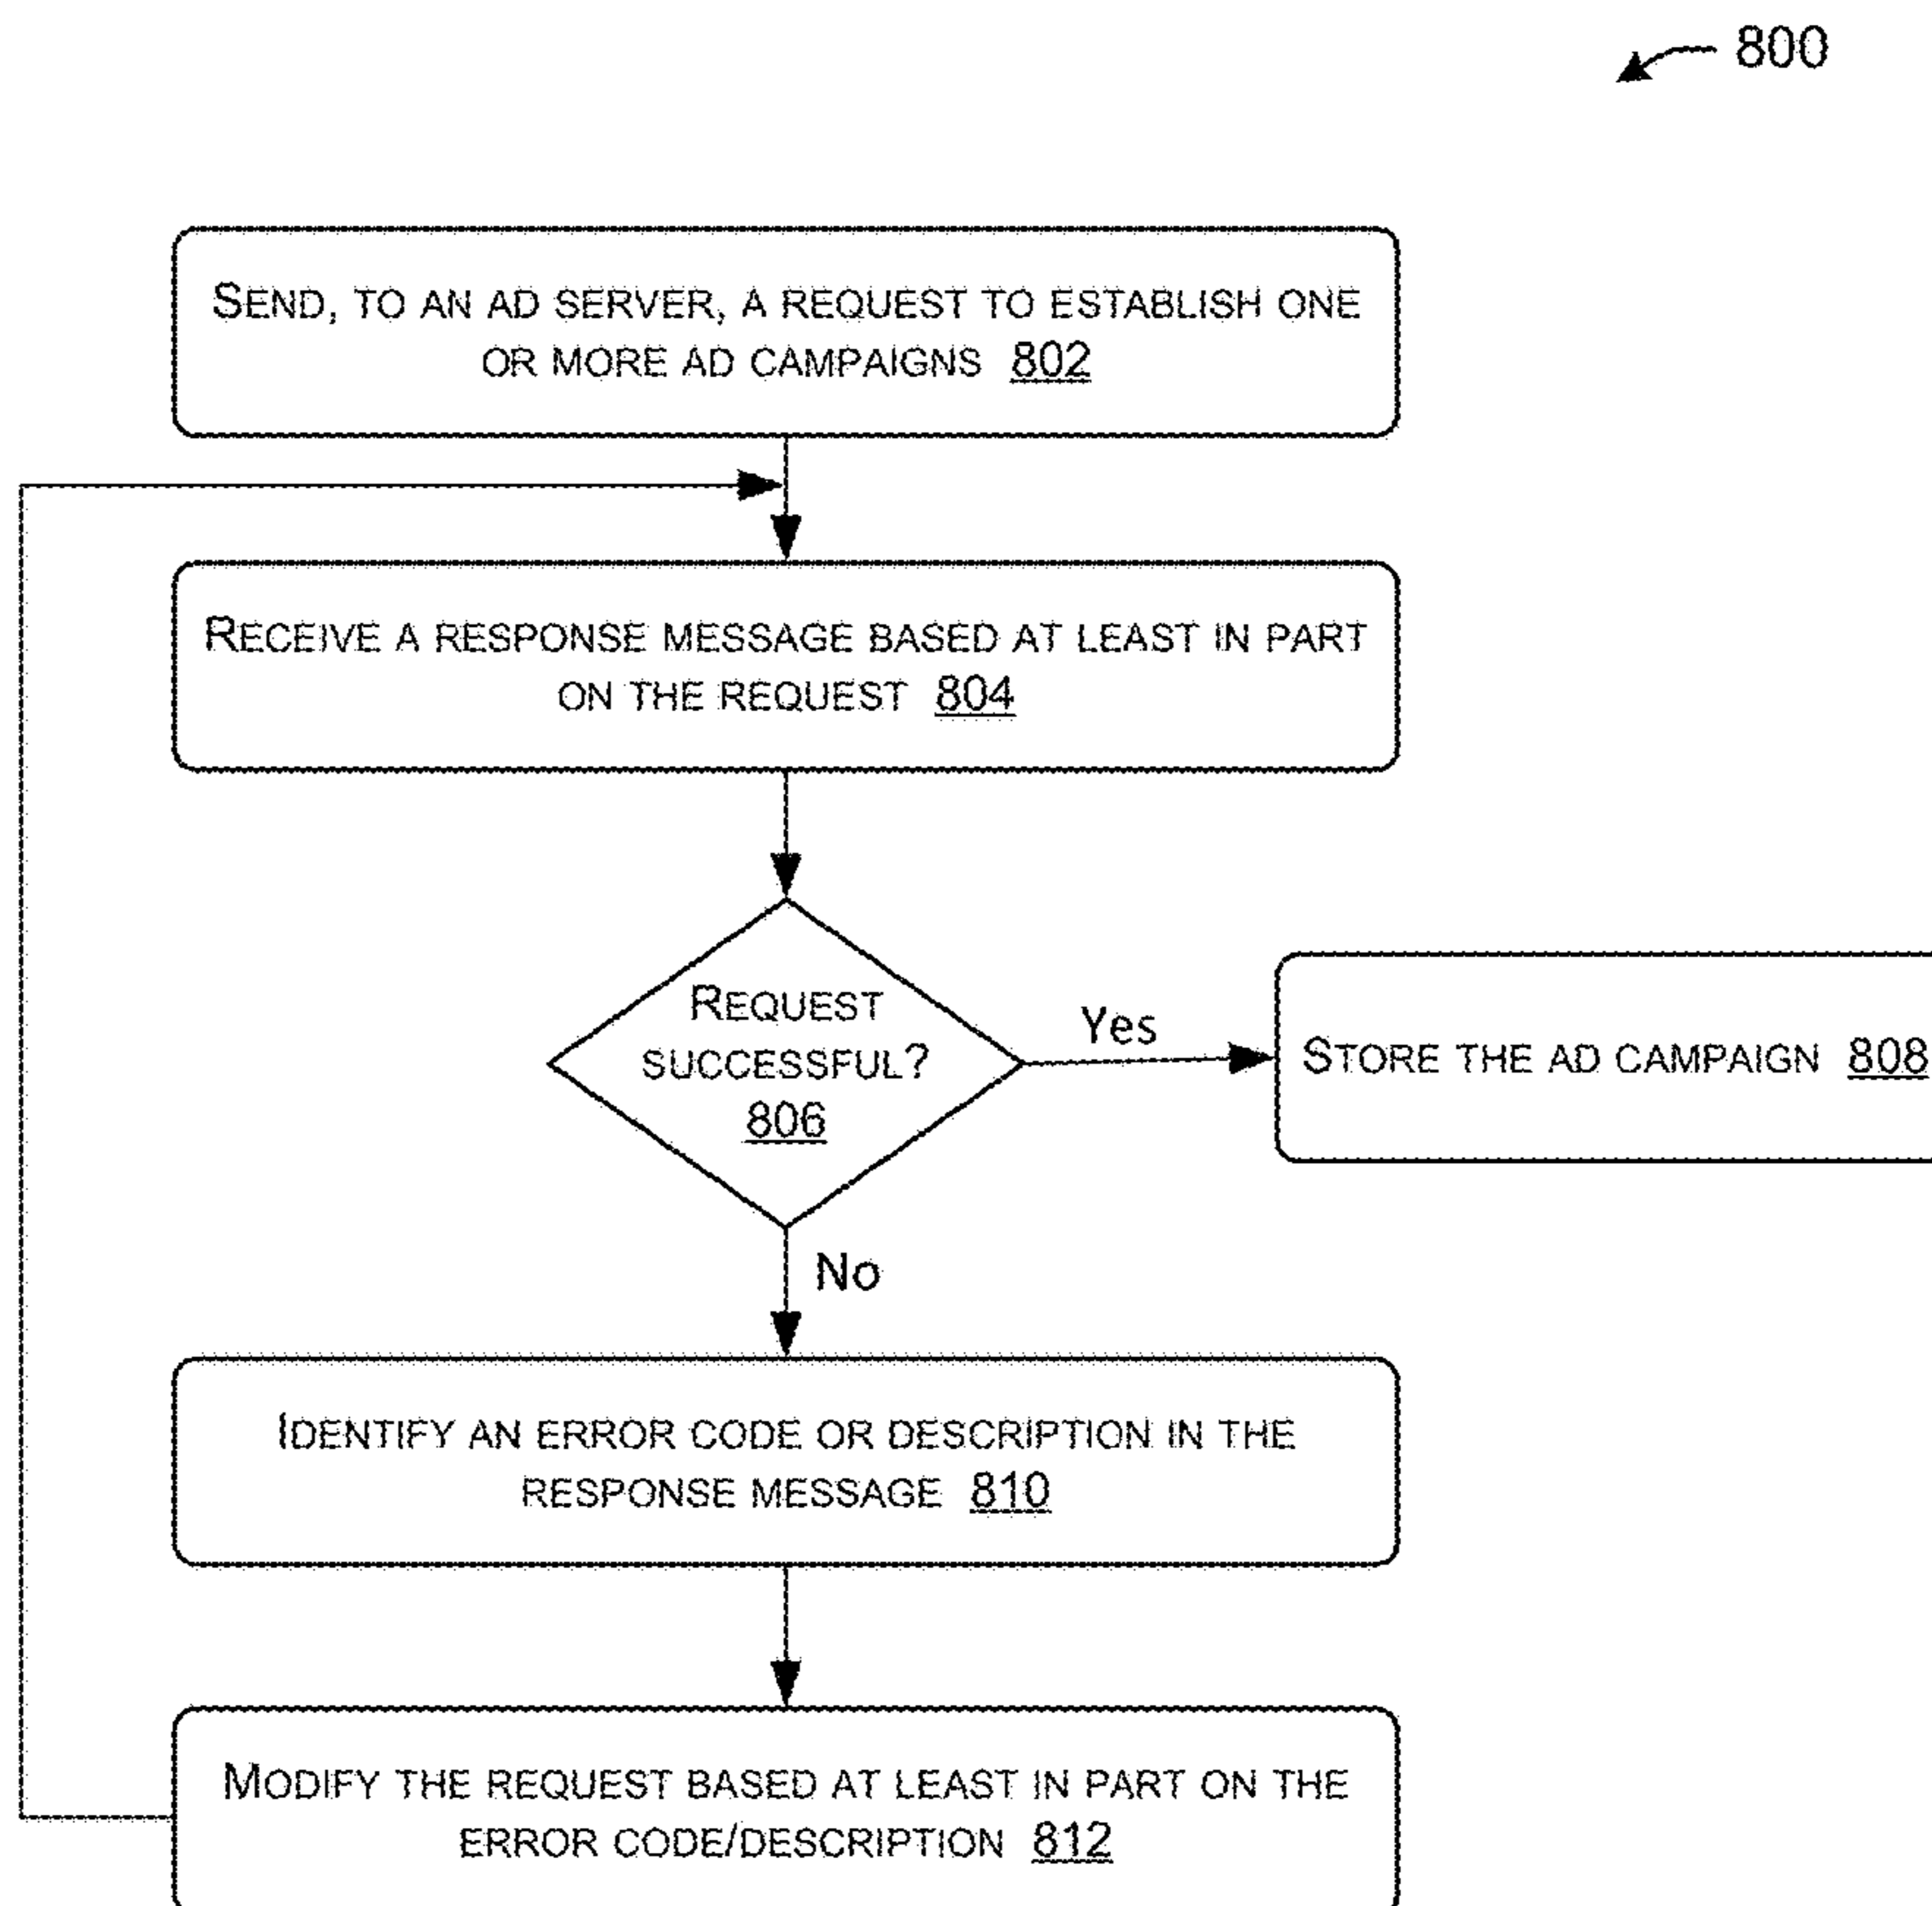 800
SEND, TO AN AD SERVER, A REQUEST TO ESTABLISH ONE
OR MORE AD CAMPAIGNS 802
RECEIVE A RESPONSE MESSAGE BASED AT LEAST IN PART
ON THE REQUEST 804
REQUEST
SUCCESSFUL?
806
Yes
STORE THE AD CAMPAIGN 808
No
IDENTIFY AN ERROR CODE OR DESCRIPTION IN THE
RESPONSE MESSAGE 810
MODIFY THE REQUEST BASED AT LEAST IN PART ON THE
ERROR CODE/DESCRIPTION 812